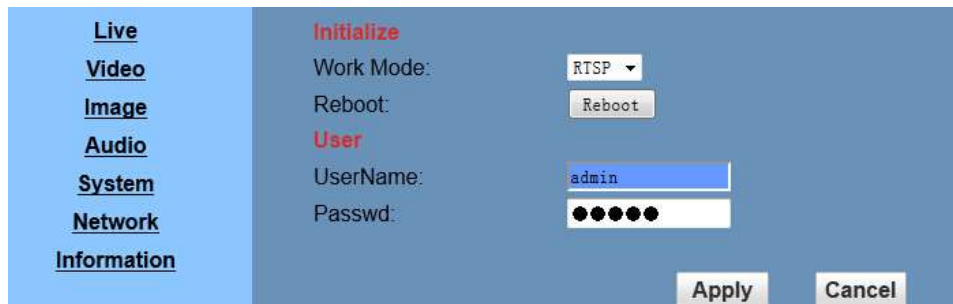 Live
Video
Image
Audio
System
Network
Information
Initialize
Work Mode: RTSP
Reboot: Reboot
User
UserName: admin
Passwd: ●●●●●
Apply Cancel